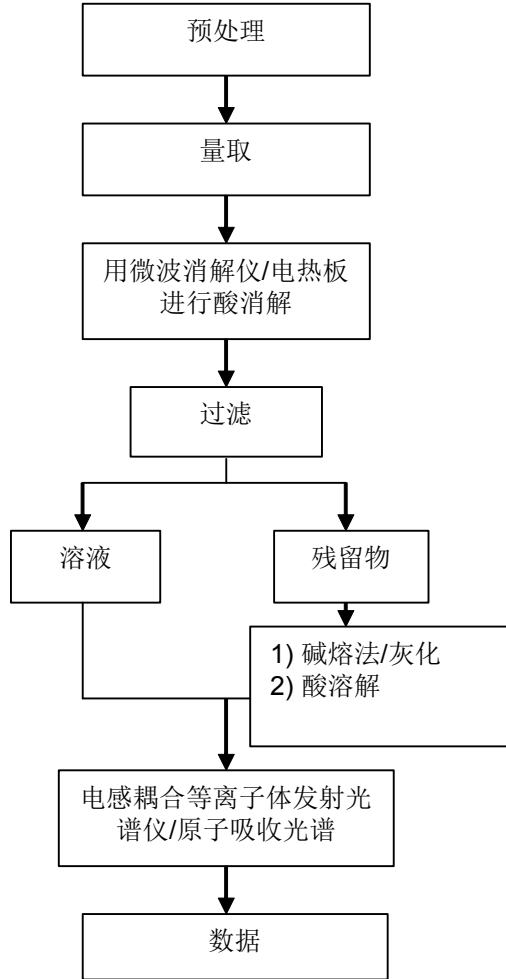 预处理
量取
用微波消解仪/电热板
进行酸消解
过滤
溶液
残留物
1) 碱熔法/灰化
2) 酸溶解
电感耦合等离子体发射光
谱仪/原子吸收光谱
数据